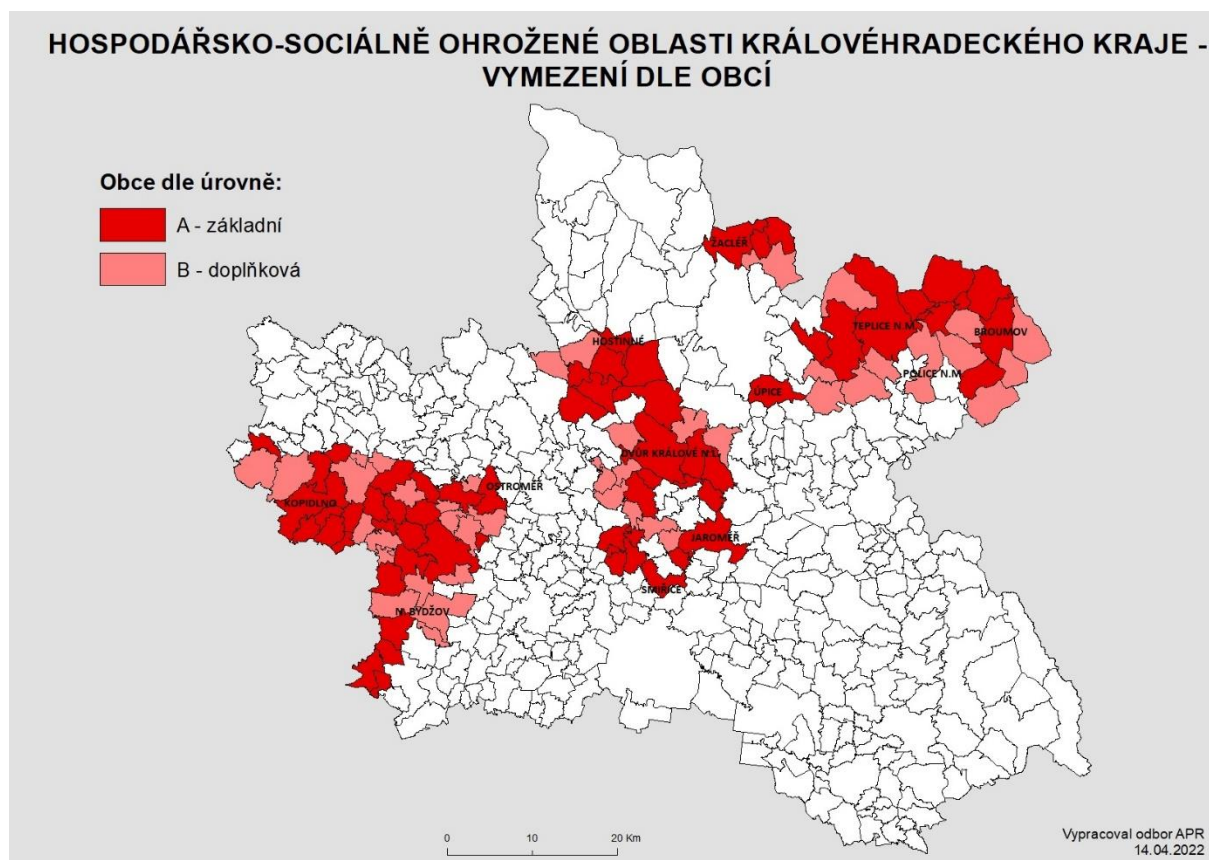 HOSPODÁŘSKO-SOCIÁLNĚ OHROŽENÉ OBLASTI KRÁLOVÉHRADECKÉHO KRAJE -
VYMEZENÍ DLE OBCÍ
Obce dle úrovně:
A - základní
B - doplňková
ŽACLÉŘ
TEPLICE N.M.
BROUMOV
HOSTINNÉ
POLICE N.M.
ÚPICE
DVŮR KRÁLOVÉ N.L.
OSTROMĚŘ
KOPIDLNO
JAROMĚŘ
SMIŘICE
N. BYDŽOV
0 10 20 Km
Vypracoval odbor APR
14.04.2022